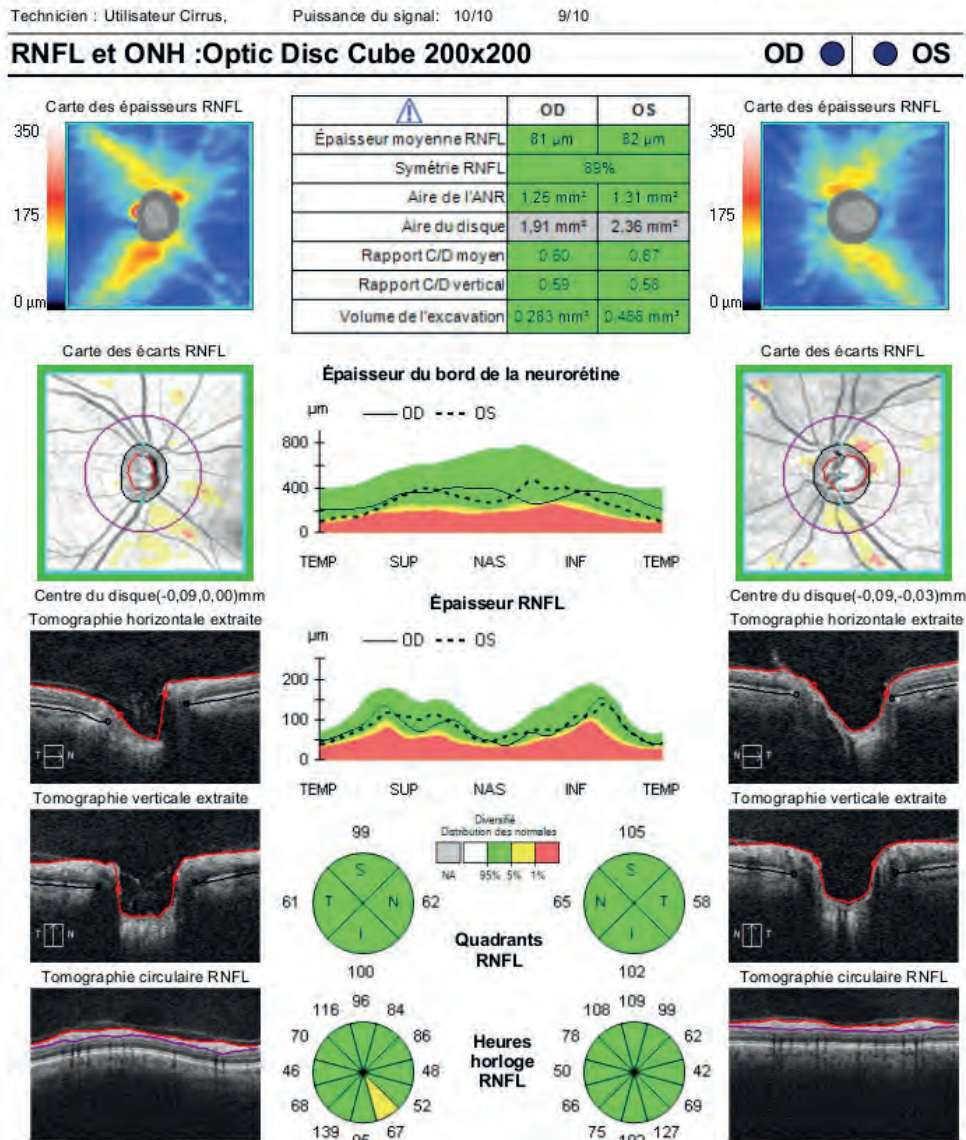 Technicien : Utilisateur Cirrus, Puissance du signal: 10/10 9/10
RNFL et ONH :Optic Disc Cube 200x200 OD OS
Carte des épaisseurs RNFL
350
175
0 µm
OD OS
Épaisseur moyenne RNFL 81 µm 82 µm
Symétrie RNFL 89%
Aire de l'ANR 1.25 mm² 1.31 mm²
Aire du disque 1,91 mm² 2,36 mm²
Rapport C/D moyen 0.60 0.67
Rapport C/D vertical 0.59 0.58
Volume de l'excavation 0.283 mm³
Carte des épaisseurs RNFL
350
175
0 µm
Carte des écarts RNFL
Centre du disque(-0,09,0,00)mm
Épaisseur du bord de la neurorétine
µm OD OS
800
400
0
TEMP SUP NAS INF TEMP
Carte des écarts RNFL
Centre du disque(-0,09,-0,03)mm
Tomographie horizontale extraite
T N
Épaisseur RNFL
µm OD OS
200
100
0
TEMP SUP NAS INF TEMP
Tomographie horizontale extraite
N T
Tomographie verticale extraite
T N
Diversifié
Distribution des normales
NA 95% 5% 1%
99
61 T S N I 62
100
105
65 N S T I 58
102
Quadrants
RNFL
Tomographie verticale extraite
N T
Tomographie circulaire RNFL
116 96 84
70 86
46 48
68 52
139 67
Heures
horloge
RNFL
108 109 99
78 62
50 42
66 69
75 127
Tomographie circulaire RNFL